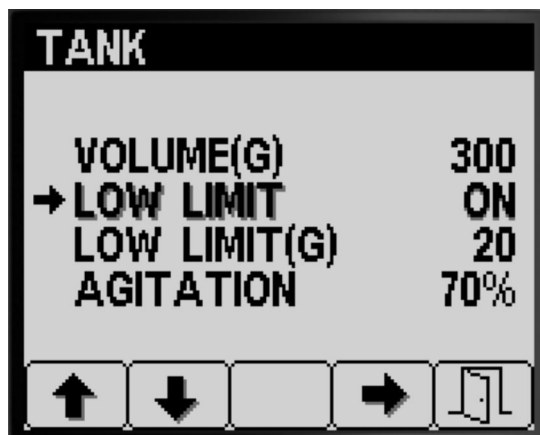 TANK
VOLUME(G) 300
LOW LIMIT ON
LOW LIMIT(G) 20
AGITATION 70%